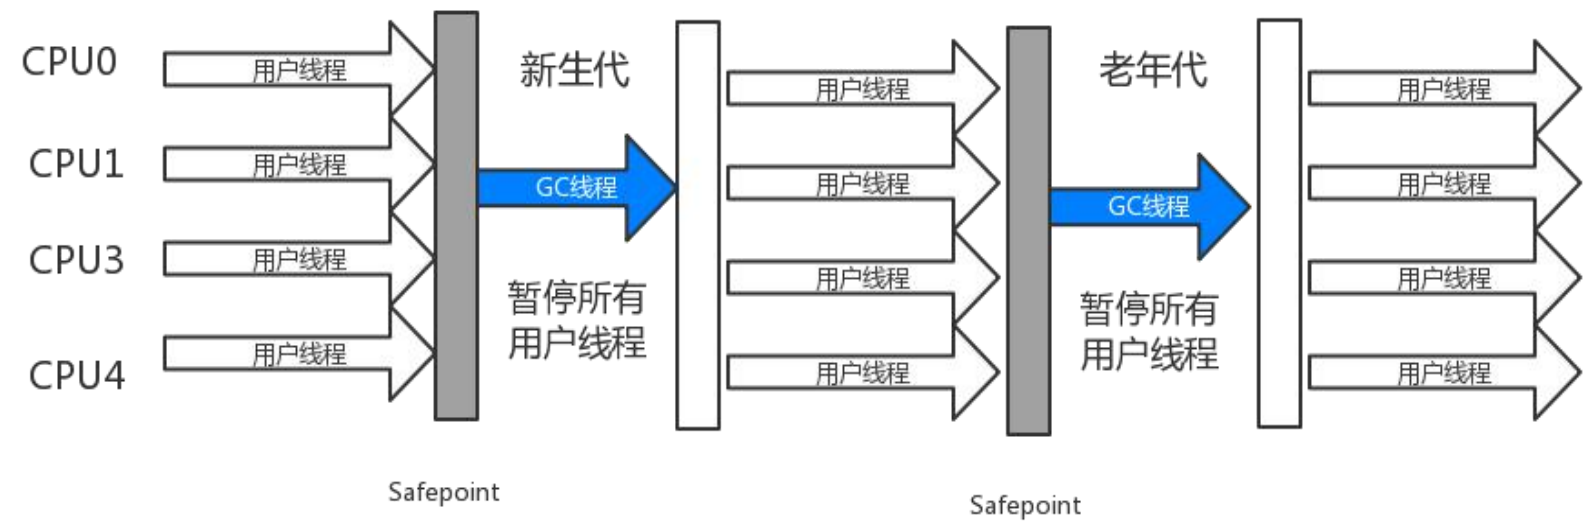 CPU0
用户线程
新生代
用户线程
老年代
用户线程
CPU1
用户线程
GC线程
用户线程
GC线程
用户线程
CPU3
用户线程
暂停所有
用户线程
用户线程
暂停所有
用户线程
用户线程
CPU4
用户线程
用户线程
用户线程
Safepoint
Safepoint